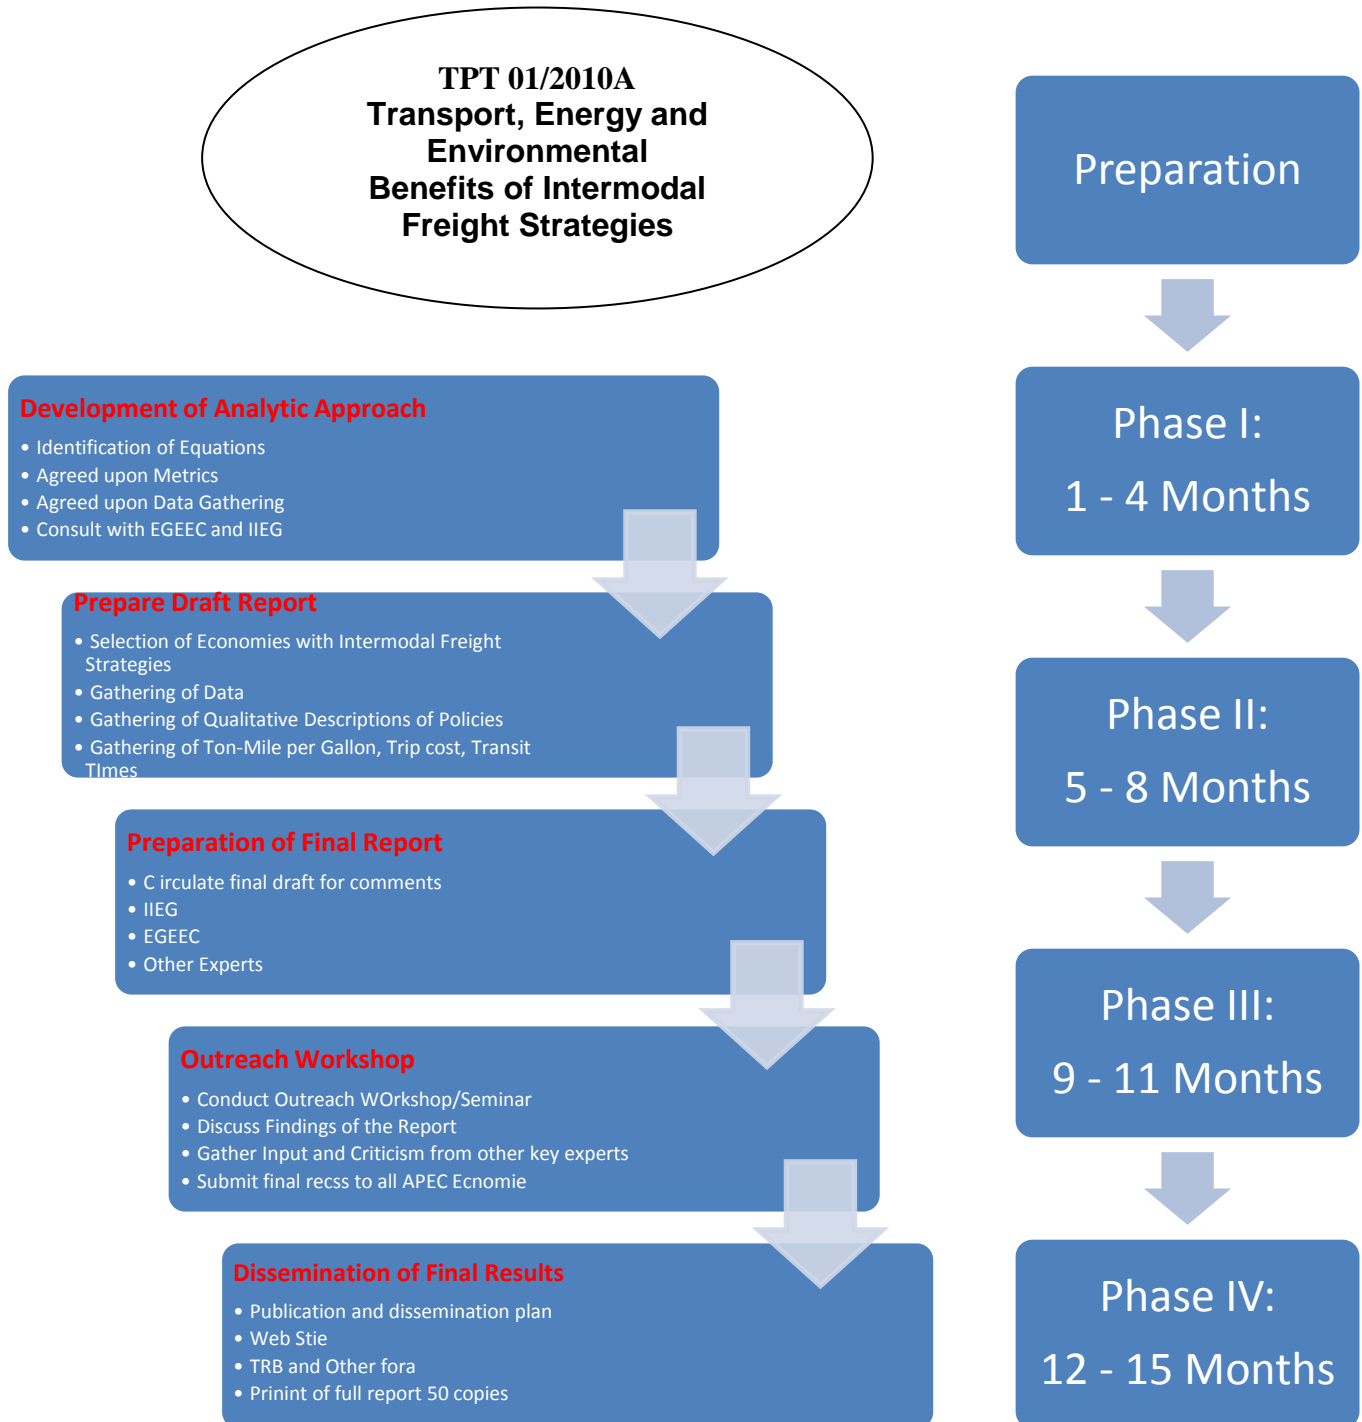 TPT 01/2010A
Transport, Energy and
Environmental
Benefits of Intermodal
Freight Strategies
Preparation
Phase I:
1 - 4 Months
Phase II:
5 - 8 Months
Phase III:
9 - 11 Months
Phase IV:
12 - 15 Months
Development of Analytic Approach
• Identification of Equations
• Agreed upon Metrics
• Agreed upon Data Gathering
• Consult with EGEEC and IIEG
Prepare Draft Report
• Selection of Economies with Intermodal Freight
Strategies
• Gathering of Data
• Gathering of Qualitative Descriptions of Policies
• Gathering of Ton-Mile per Gallon, Trip cost, Transit
TImes
Preparation of Final Report
• C irculate final draft for comments
• IIEG
• EGEEC
• Other Experts
Outreach Workshop
• Conduct Outreach WOrkshop/Seminar
• Discuss Findings of the Report
• Gather Input and Criticism from other key experts
• Submit final recss to all APEC Ecnomie
Dissemination of Final Results
• Publication and dissemination plan
• Web Stie
• TRB and Other fora
• Prinint of full report 50 copies